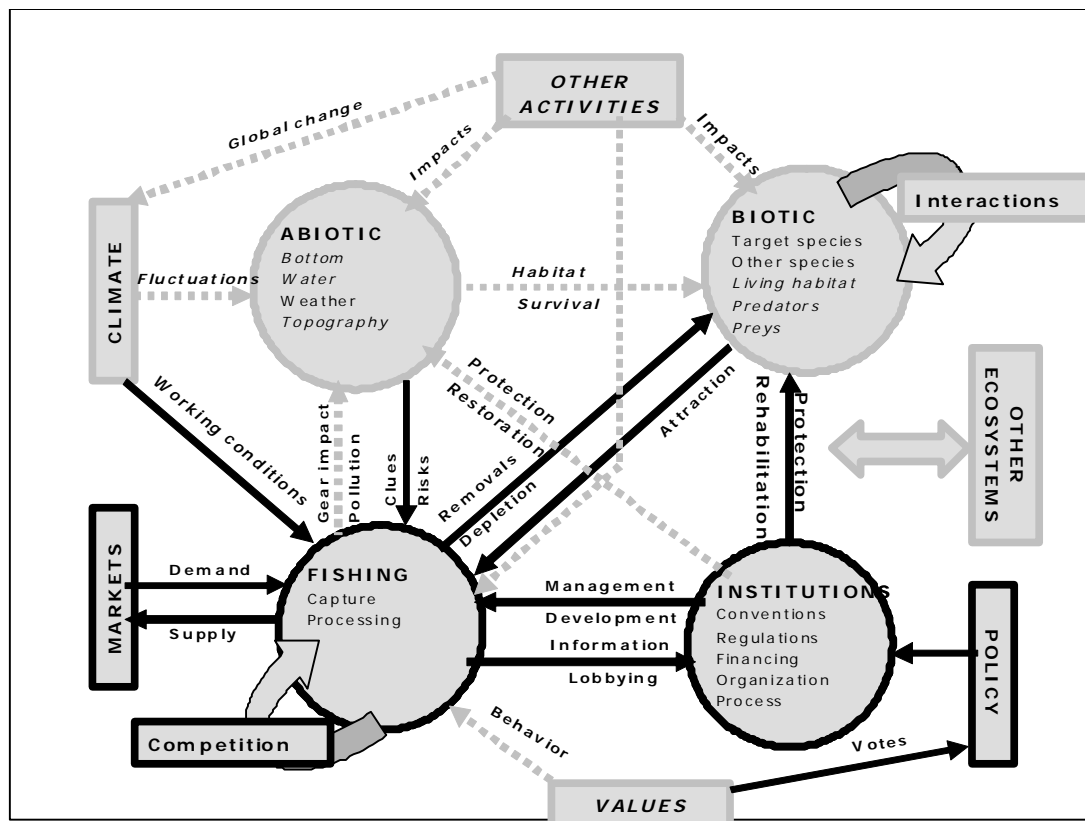 OTHER
ACTIVITIES
Global change
Impacts
Impacts
CLIMATE
Fluctuations
ABIOTIC
Bottom
Water
Weather
Topography
Habitat
Survival
BIOTIC
Target species
Other species
Living habitat
Predators
Preys
Interactions
OTHER
ECOSYSTEMS
Working conditions
Gear impact
Pollution
Clues
Risks
Protection
Restoration
Removals
Depletion
Attraction
Rehabilitation
Protection
MARKETS
Demand
Supply
FISHING
Capture
Processing
Competition
Management
Development
Information
Lobbying
INSTITUTIONS
Conventions
Regulations
Financing
Organization
Process
POLICY
Behavior
Votes
VALUES